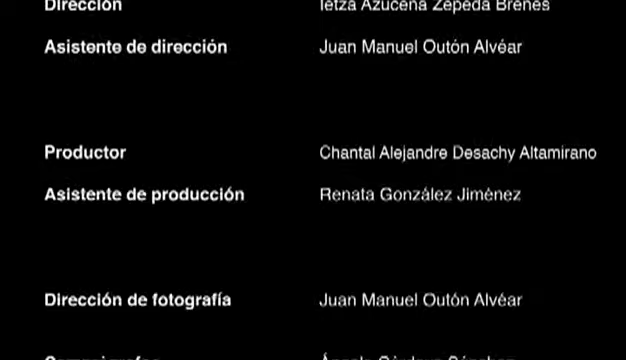 Dirección Ietza Azucena Zepeda Brenes
Asistente de dirección Juan Manuel Outón Alvéar
Productor Chantal Alejandre Desachy Altamirano
Asistente de producción Renata González Jiménez
Dirección de fotografía Juan Manuel Outón Alvéar